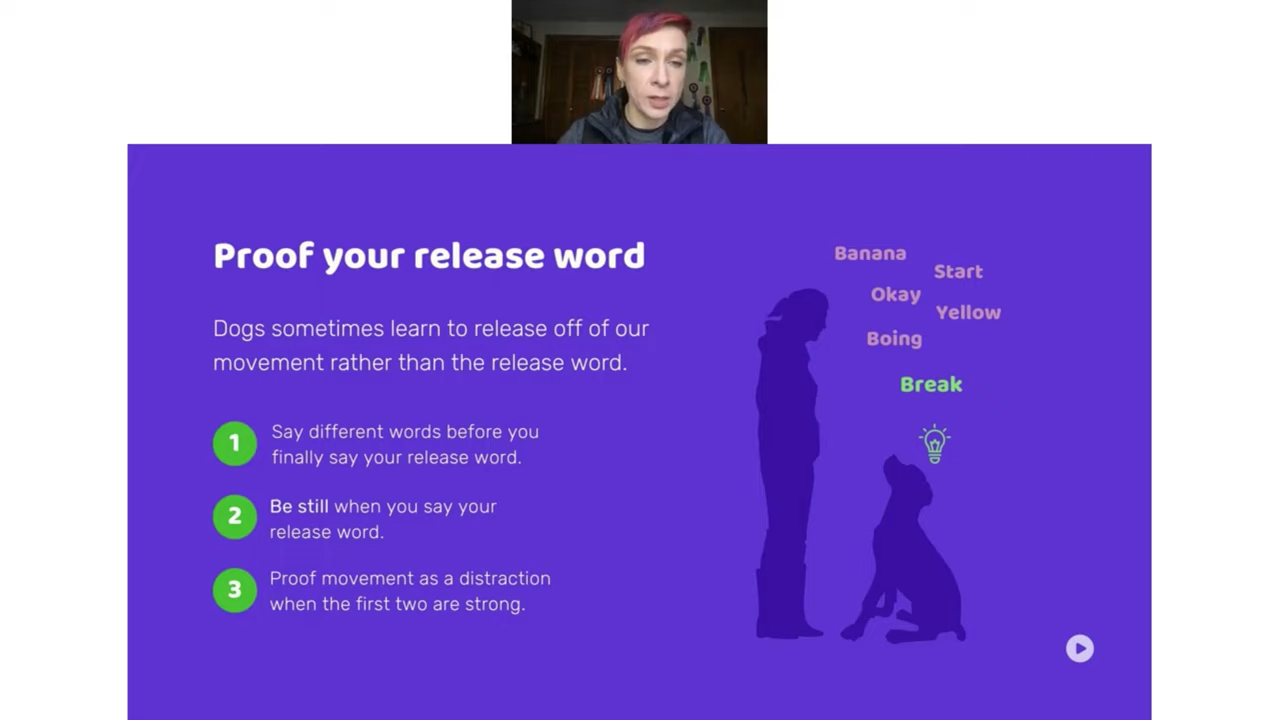 Proof your release word
Dogs sometimes learn to release off of our
movement rather than the release word.
1
Say different words before you
finally say your release word.
2
Be still when you say your
release word.
3
Proof movement as a distraction
when the first two are strong.
Banana
Start
Okay
Yellow
Boing
Break